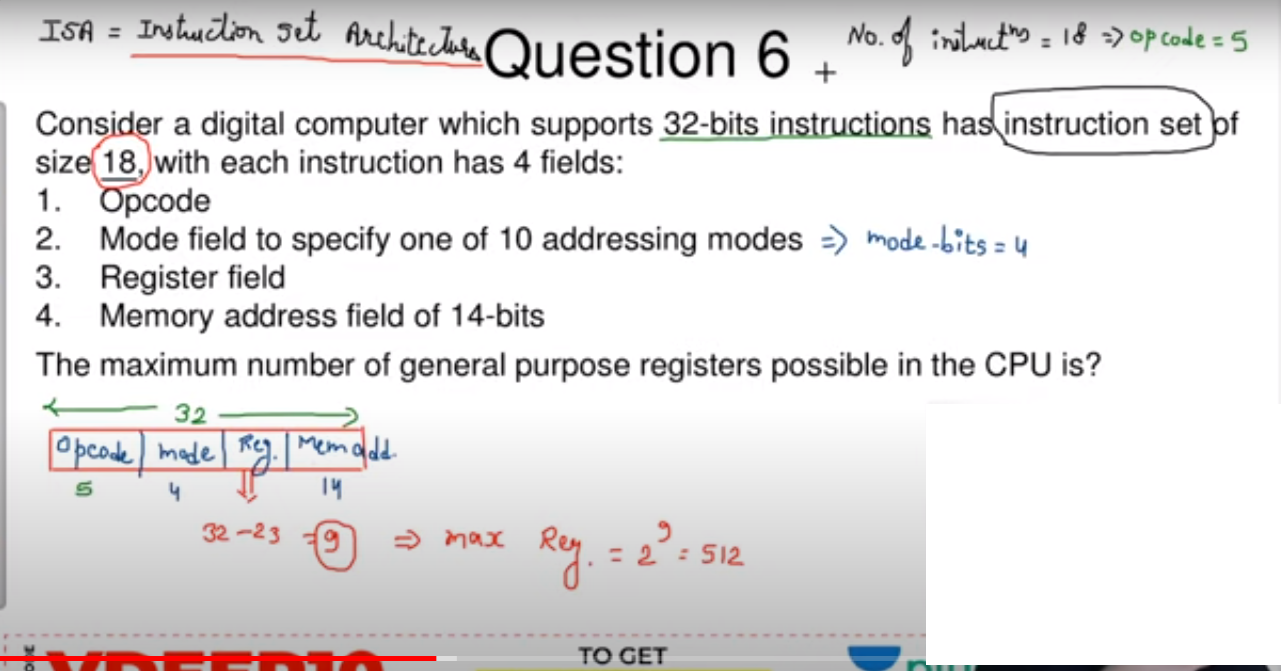 ISA = Instruction set Architecture
Question 6
No. of instructns = 18 => opcode = 5
+
Consider a digital computer which supports 32-bits instructions has instruction set of
size 18, with each instruction has 4 fields:
1. Opcode
2. Mode field to specify one of 10 addressing modes => mode-bits = 4
3. Register field
4. Memory address field of 14-bits
The maximum number of general purpose registers possible in the CPU is?
32
Opcode | mode | Reg. | Mem add.
5 4 14
32-23 = 9 => max Reg. = 2⁹ = 512
TO GET